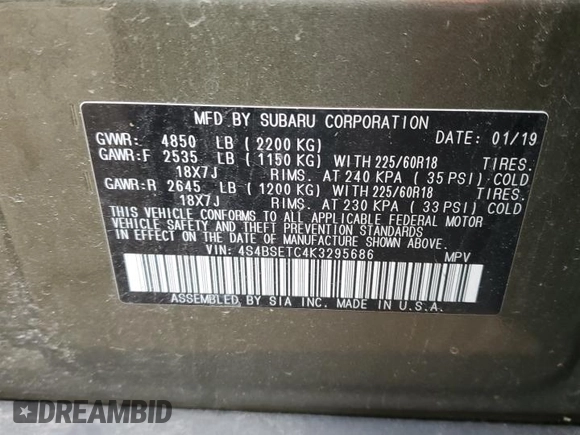 MFD BY SUBARU CORPORATION
GVWR: 4850 LB (2200 KG) DATE: 01/19
GAWR:F 2535 LB (1150 KG) WITH 225/60R18 TIRES.
18X7J RIMS. AT 240 KPA (35 PSI) COLD
GAWR:R 2645 LB (1200 KG) WITH 225/60R18 TIRES.
18X7J RIMS. AT 230 KPA (33 PSI) COLD
THIS VEHICLE CONFORMS TO ALL APPLICABLE FEDERAL MOTOR
VEHICLE SAFETY AND THEFT PREVENTION STANDARDS
IN EFFECT ON THE DATE OF MANUFACTURE SHOWN ABOVE.
VIN: 4S4BSETC4K3295686 MPV
ASSEMBLED BY SIA INC. MADE IN U.S.A.
DREAMBID